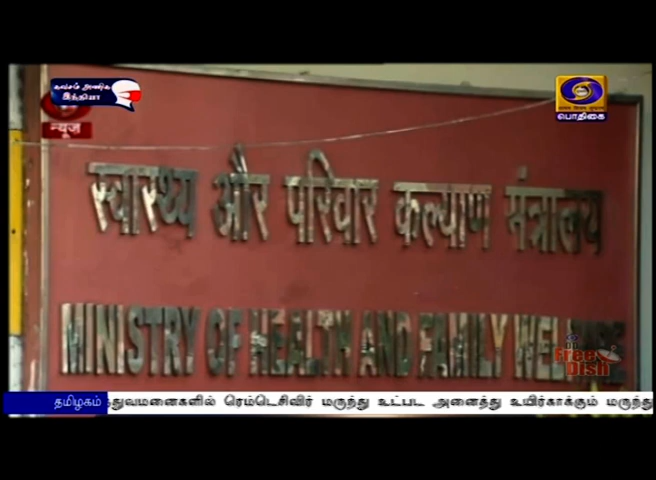 கவசம் அணிக
இந்தியா
न्यूज़
பொதிகை
स्वास्थ्य और परिवार कल्याण मंत्रालय
MINISTRY OF HEALTH AND FAMILY WELFARE
Free
Dish
தமிழகம் துவமனைகளில் ரெம்டெசிவிர் மருந்து உட்பட அனைத்து உயிர்காக்கும் மருந்து